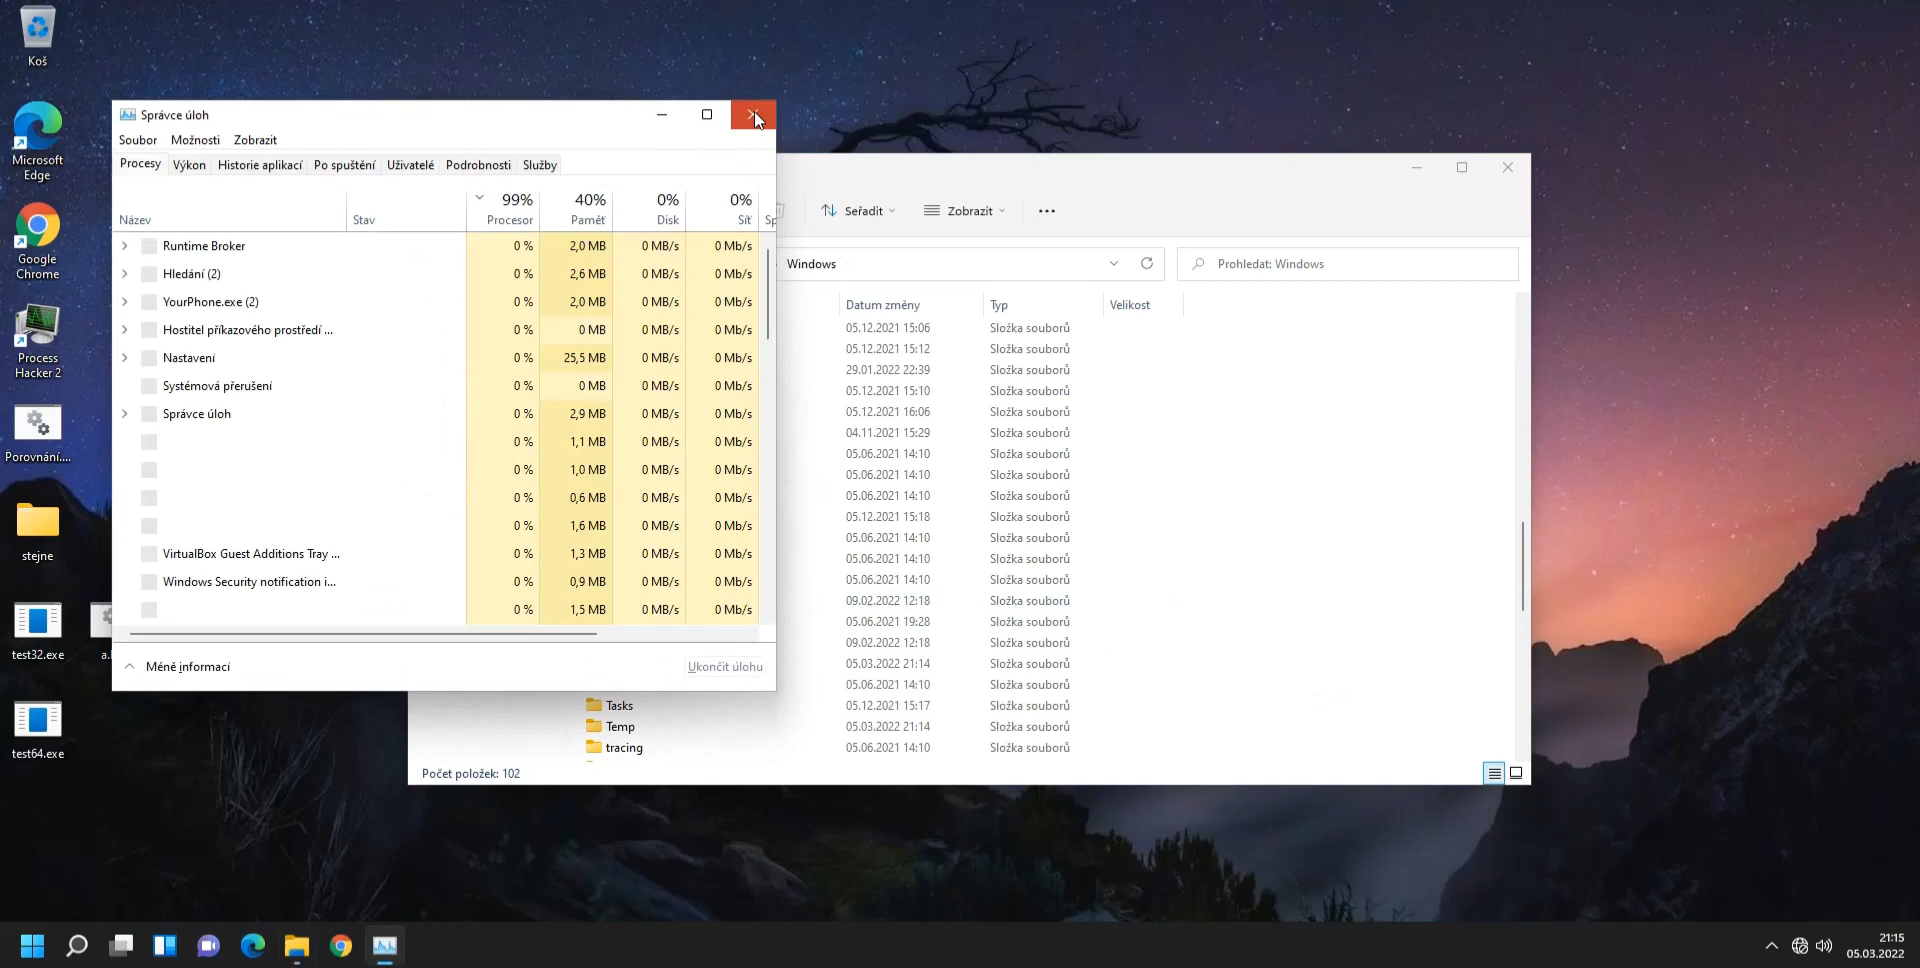 Koš
Microsoft
Edge
Google
Chrome
Process
Hacker 2
Porovnání....
stejne
test32.exe
a.
test64.exe
Správce úloh
Soubor Možnosti Zobrazit
Procesy Výkon Historie aplikací Po spuštění Uživatelé Podrobnosti Služby
99% 40% 0% 0%
Název Stav Procesor Paměť Disk Síť Sp
Runtime Broker 0 % 2,0 MB 0 MB/s 0 Mb/s
Hledání (2) 0 % 2,6 MB 0 MB/s 0 Mb/s
YourPhone.exe (2) 0 % 2,0 MB 0 MB/s 0 Mb/s
Hostitel příkazového prostředí ... 0 % 0 MB 0 MB/s 0 Mb/s
Nastavení 0 % 25,5 MB 0 MB/s 0 Mb/s
Systémová přerušení 0 % 0 MB 0 MB/s 0 Mb/s
Správce úloh 0 % 2,9 MB 0 MB/s 0 Mb/s
0 % 1,1 MB 0 MB/s 0 Mb/s
0 % 1,0 MB 0 MB/s 0 Mb/s
0 % 0,6 MB 0 MB/s 0 Mb/s
0 % 1,6 MB 0 MB/s 0 Mb/s
VirtualBox Guest Additions Tray ... 0 % 1,3 MB 0 MB/s 0 Mb/s
Windows Security notification i... 0 % 0,9 MB 0 MB/s 0 Mb/s
0 % 1,5 MB 0 MB/s 0 Mb/s
Méně informací Ukončit úlohu
Seřadit Zobrazit
Windows Prohledat: Windows
Datum změny Typ Velikost
05.12.2021 15:06 Složka souborů
05.12.2021 15:12 Složka souborů
29.01.2022 22:39 Složka souborů
05.12.2021 15:10 Složka souborů
05.12.2021 16:06 Složka souborů
04.11.2021 15:29 Složka souborů
05.06.2021 14:10 Složka souborů
05.06.2021 14:10 Složka souborů
05.06.2021 14:10 Složka souborů
05.12.2021 15:18 Složka souborů
05.06.2021 14:10 Složka souborů
05.06.2021 14:10 Složka souborů
05.06.2021 14:10 Složka souborů
09.02.2022 12:18 Složka souborů
05.06.2021 19:28 Složka souborů
09.02.2022 12:18 Složka souborů
05.03.2022 21:14 Složka souborů
05.06.2021 14:10 Složka souborů
Tasks 05.12.2021 15:17 Složka souborů
Temp 05.03.2022 21:14 Složka souborů
tracing 05.06.2021 14:10 Složka souborů
Počet položek: 102
21:15
05.03.2022